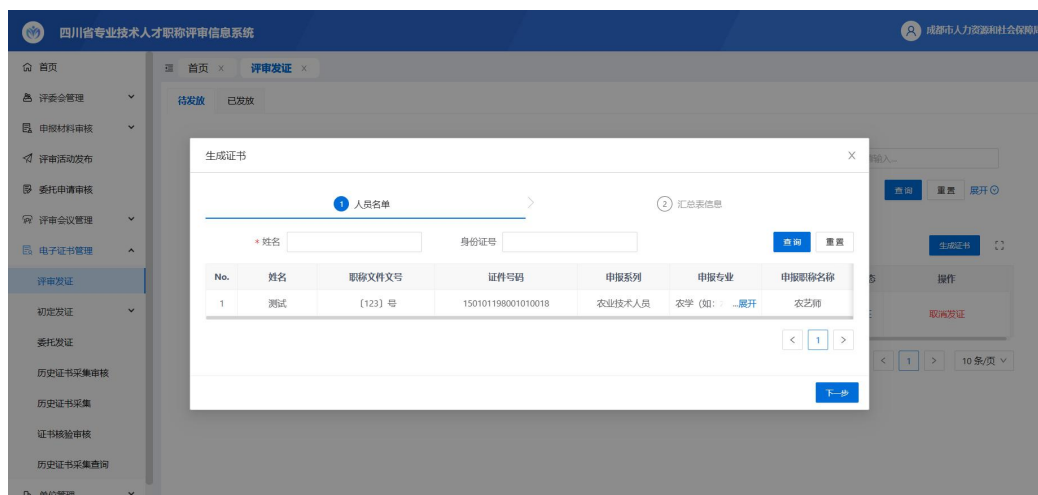 四川省专业技术人才职称评审信息系统
成都市人力资源和社会保障局
首页
评委会管理
申报材料审核
评审活动发布
委托申请审核
评审会议管理
电子证书管理
评审发证
初定发证
委托发证
历史证书采集审核
历史证书采集
证书核验审核
历史证书采集查询
单位管理
首页 × 评审发证 ×
待发放 已发放
查询 重置 展开
生成证书
操作
取消发证
< 1 > 10 条/页
生成证书 ×
1 人员名单 > 2 汇总表信息
* 姓名 身份证号 查询 重置
No. 姓名 职称文件文号 证件号码 申报系列 申报专业 申报职称名称
1 测试 〔123〕号 150101198001010018 农业技术人员 农学 (如: ...展开 农艺师
< 1 >
下一步